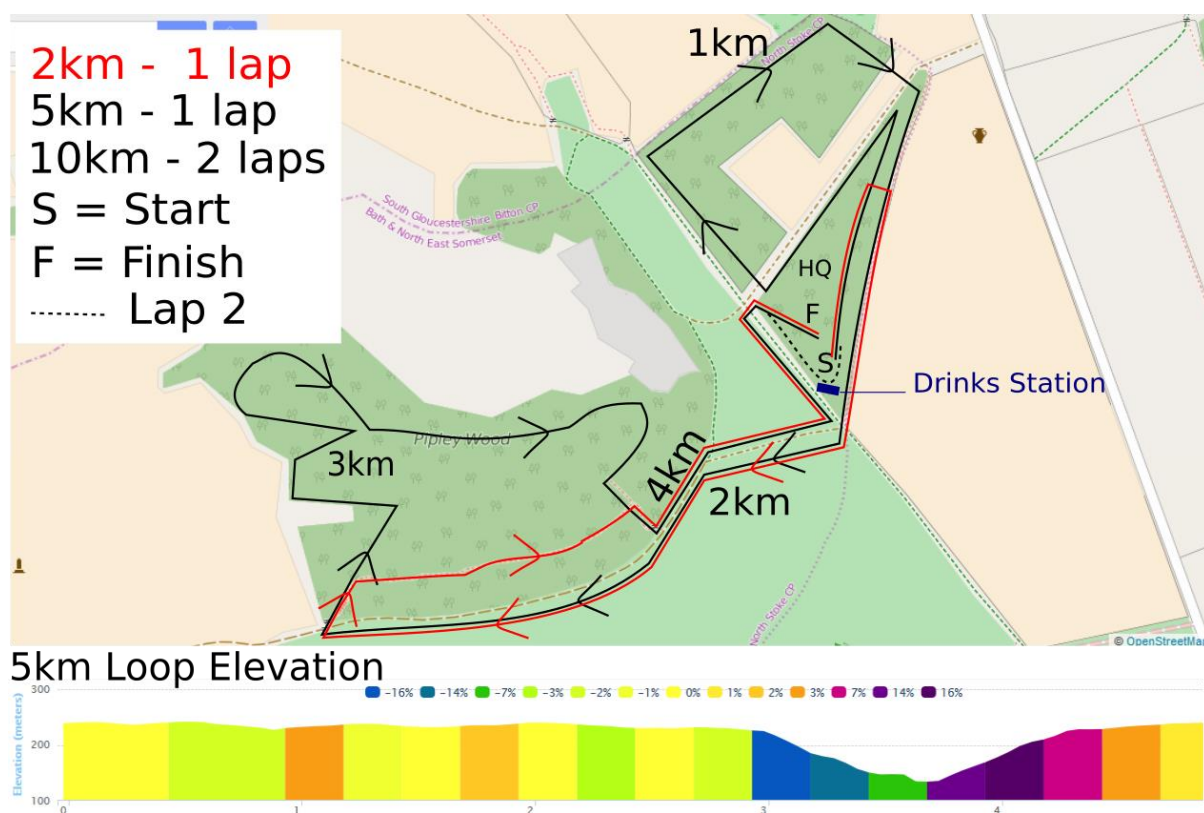 2km - 1 lap
5km - 1 lap
10km - 2 laps
S = Start
F = Finish
Lap 2
1km
North Stoke CP
South Gloucestershire Bitton CP
Bath & North East Somerset
HQ
F
S
Drinks Station
Pipley Wood
3km
4km
2km
North Stoke CP
© OpenStreetMap
5km Loop Elevation
-16% -14% -7% -3% -2% -1% 0% 1% 2% 3% 7% 14% 16%
Elevation (meters)
300
200
100
0 1 2 3 4